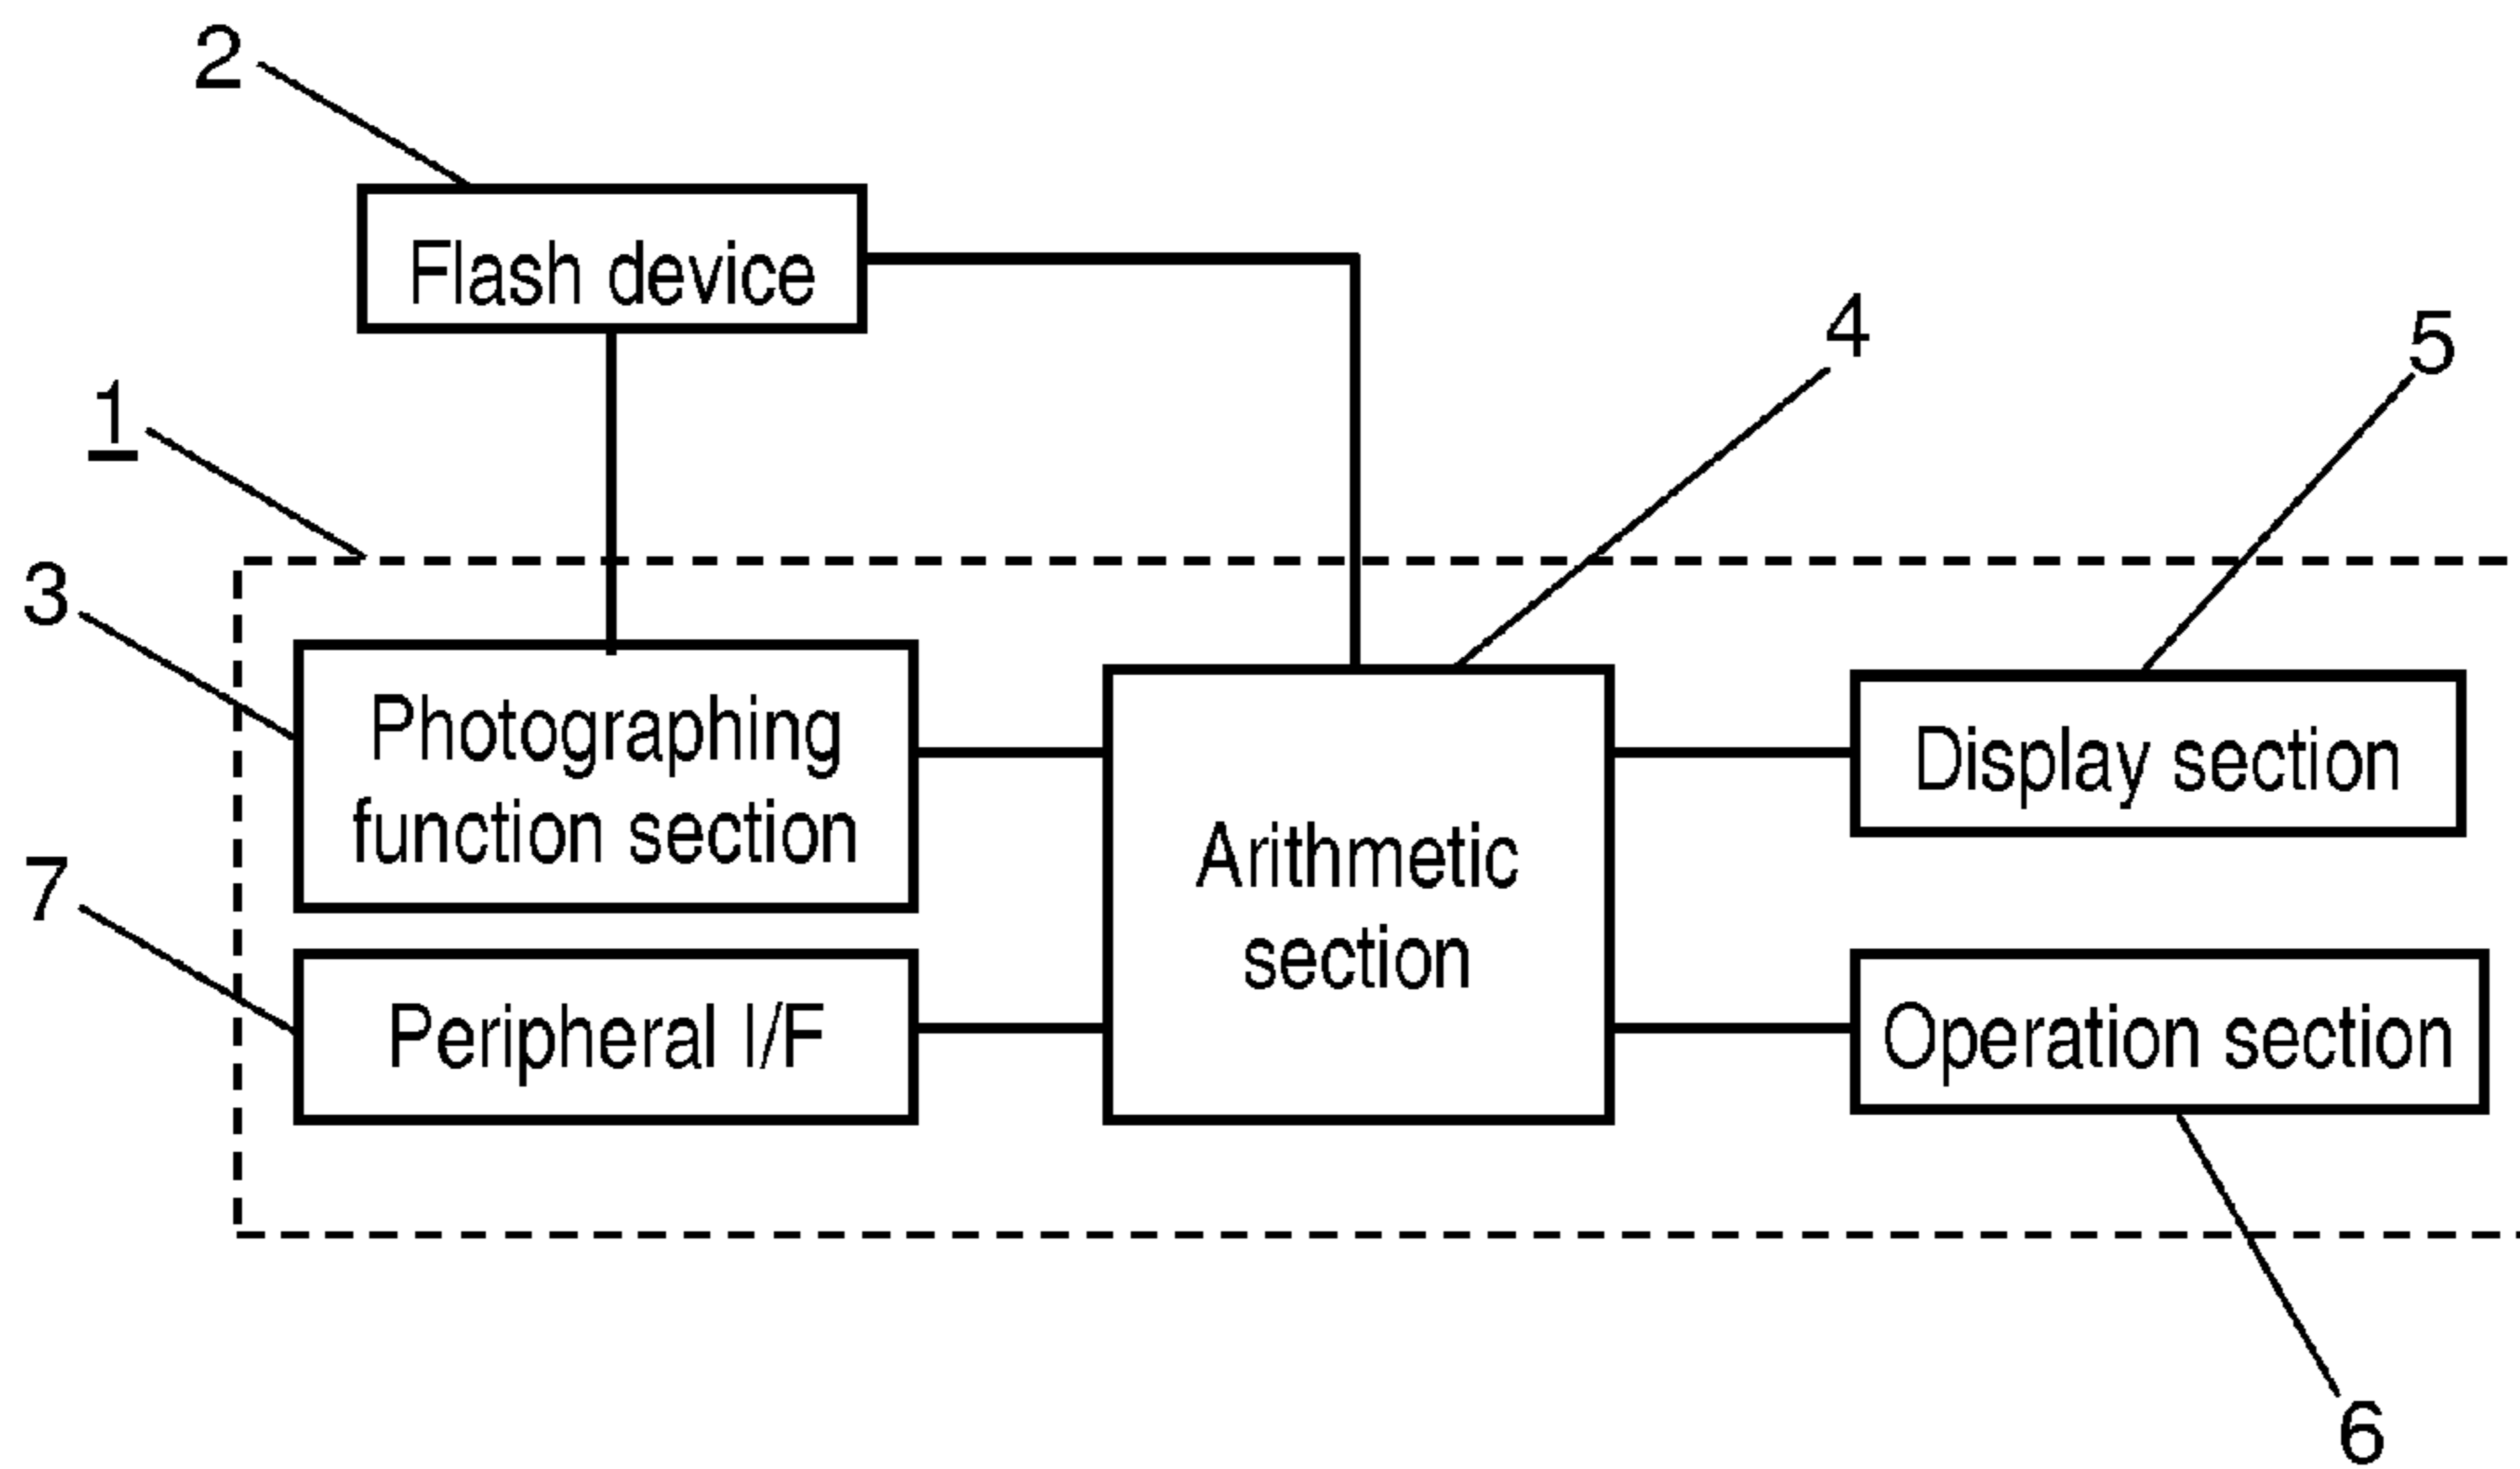 2
Flash device
4
5
1
3
Photographing
function section
Display section
Arithmetic
section
7
Peripheral I/F
Operation section
6